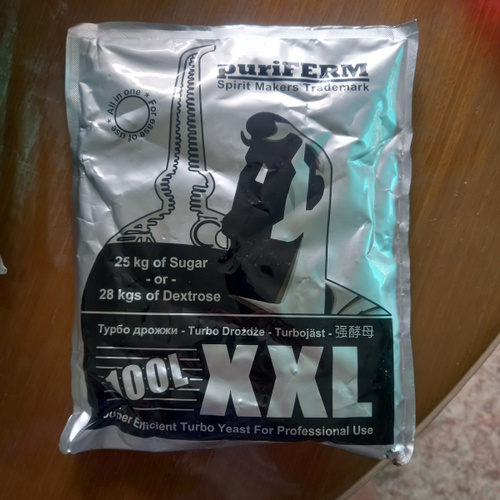 puriFERM
Spirit Makers Trademark
All in one * For ease of use *
25 kg of Sugar
- or -
28 kgs of Dextrose
Турбо дрожжи - Turbo Drożdże - Turbojäst - 强酵母
100L XXL
Super Efficient Turbo Yeast For Professional Use